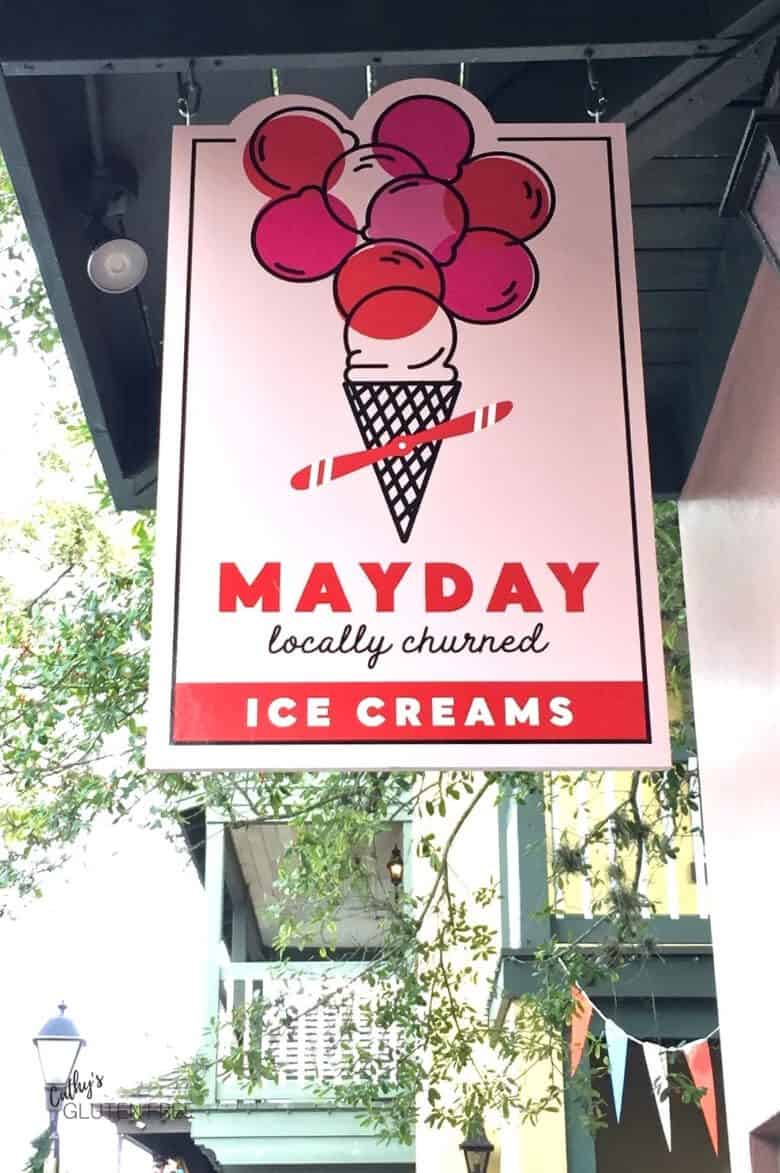 MAYDAY
locally churned
ICE CREAMS
Cathy's
GLUTEN FREE